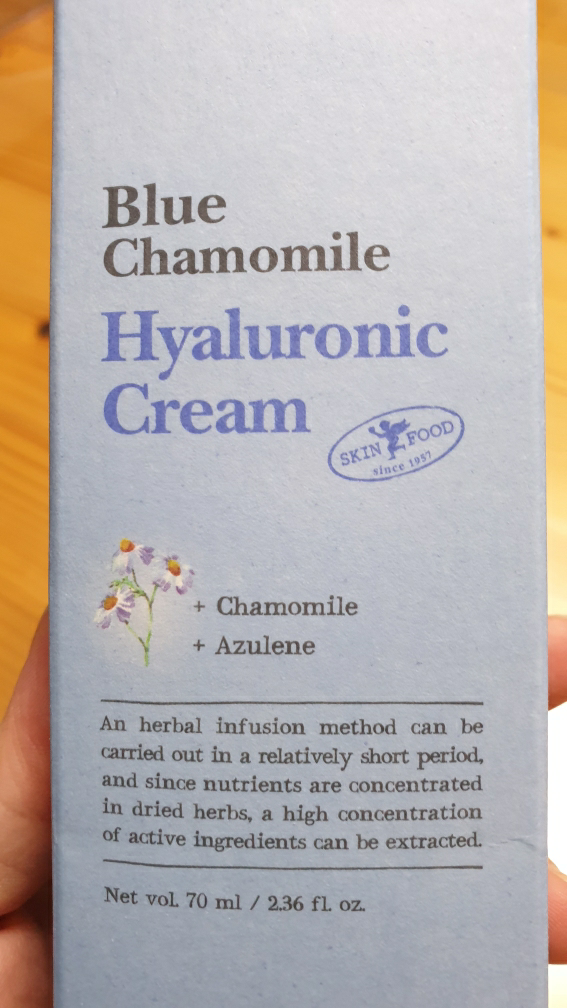 Blue
Chamomile
Hyaluronic
Cream
SKIN FOOD
since 1957
+ Chamomile
+ Azulene
An herbal infusion method can be
carried out in a relatively short period,
and since nutrients are concentrated
in dried herbs, a high concentration
of active ingredients can be extracted.
Net vol. 70 ml / 2.36 fl. oz.